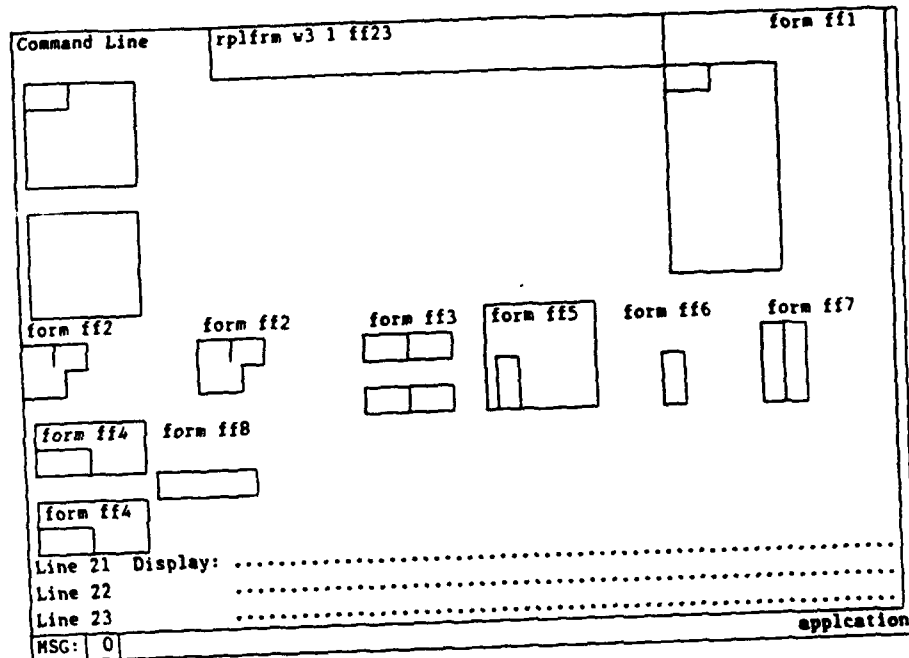 Command Line rplfrm w3 1 ff23 form ff1
form ff2 form ff2 form ff3 form ff5 form ff6 form ff7
form ff4 form ff8
form ff4
Line 21 Display: ................................................................
Line 22 ................................................................
Line 23 ................................................................
MSG: 0 applcation